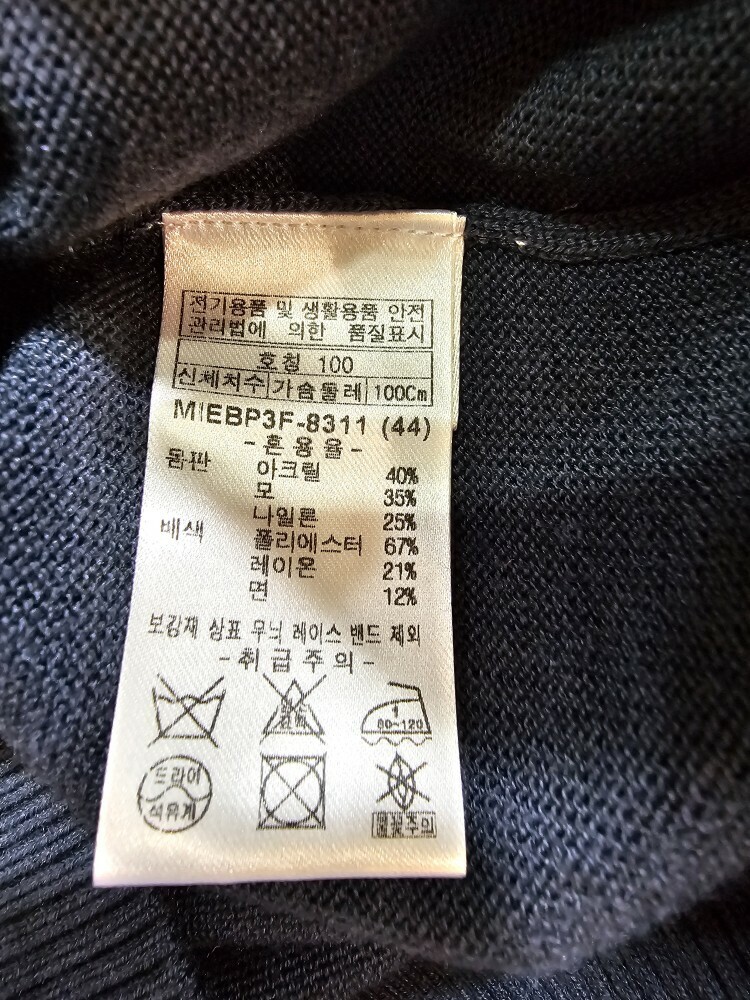 전기용품 및 생활용품 안전
관리법에 의한 품질표시
호칭 100
신체치수 가슴둘레 100Cm
MIEBP3F-8311 (44)
- 혼 용 율 -
몸판 아크릴 40%
모 35%
나일론 25%
배색 폴리에스터 67%
레이온 21%
면 12%
보강재 상표 무늬 레이스 밴드 제외
- 취 급 주 의 -
염소
표백
1
80~120
드라이
석유계
불꽃주의